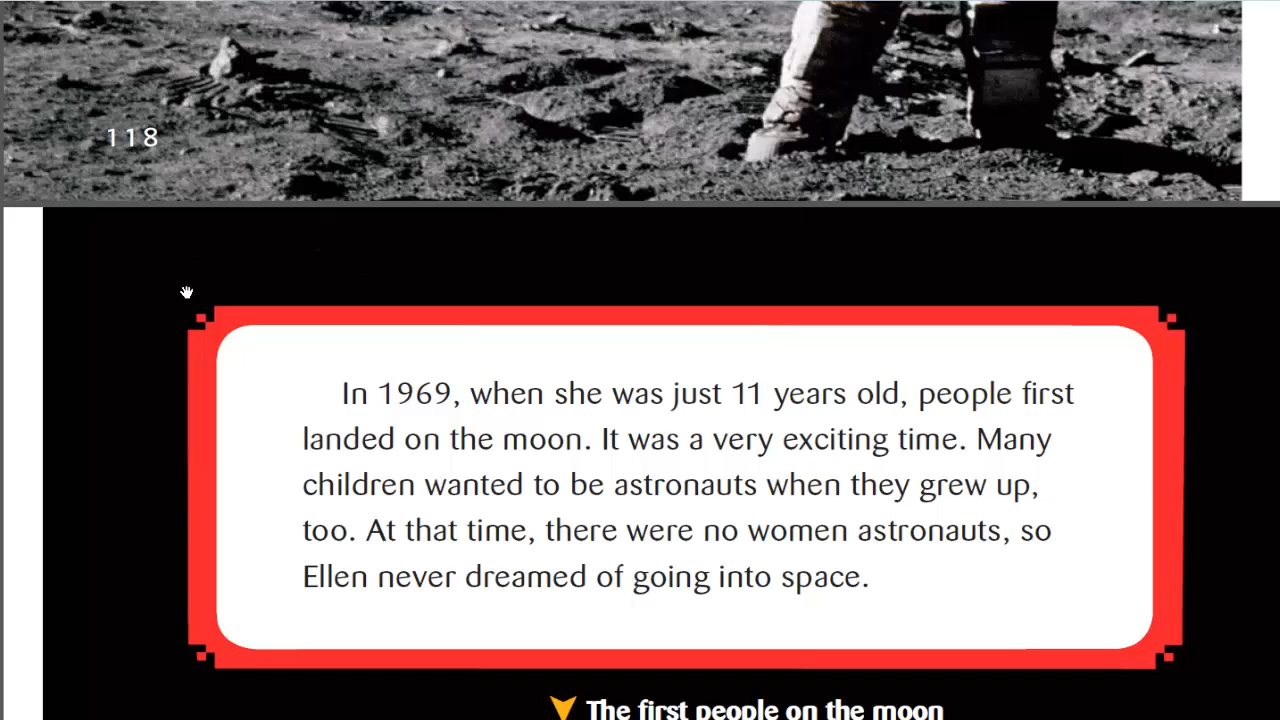 118
In 1969, when she was just 11 years old, people first
landed on the moon. It was a very exciting time. Many
children wanted to be astronauts when they grew up,
too. At that time, there were no women astronauts, so
Ellen never dreamed of going into space.
The first people on the moon